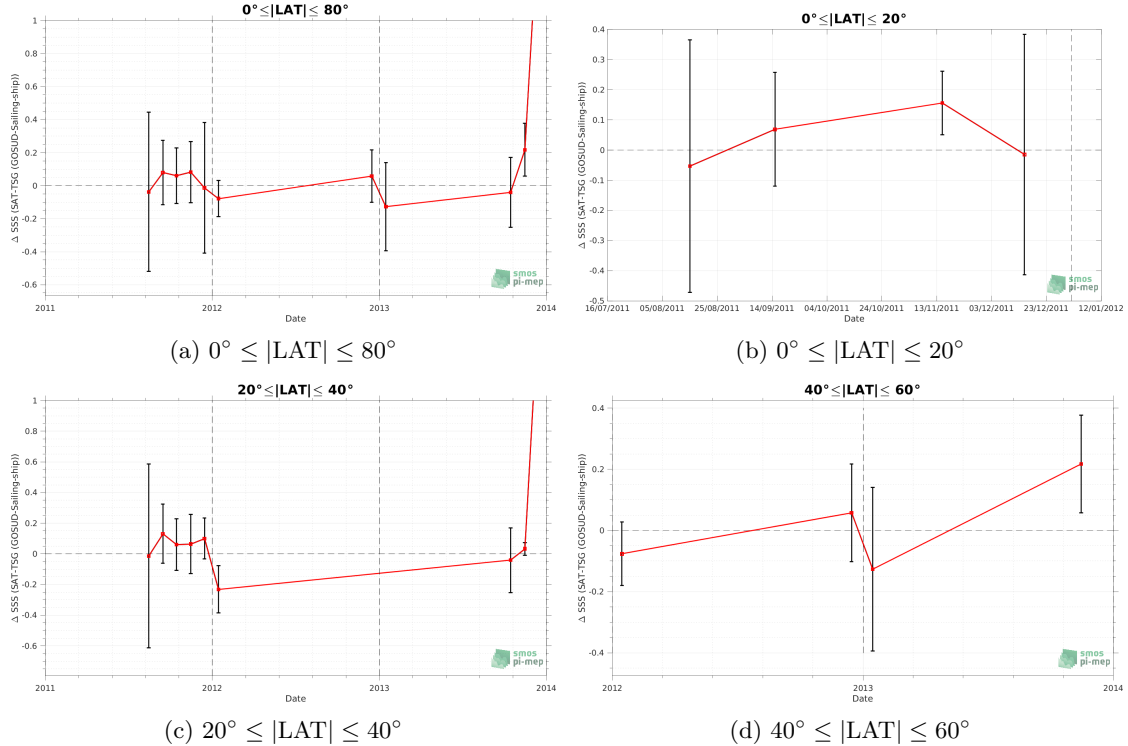 0°≤|LAT|≤ 80°
1
0.8
0.6
0.4
0.2
0
-0.2
-0.4
-0.6
Δ SSS (SAT-TSG (GOSUD-Sailing-ship))
2011
2012
2013
2014
Date
smos
pi-mep
(a) 0° ≤ |LAT| ≤ 80°
0°≤|LAT|≤ 20°
0.4
0.3
0.2
0.1
0
-0.1
-0.2
-0.3
-0.4
-0.5
Δ SSS (SAT-TSG (GOSUD-Sailing-ship))
16/07/2011
05/08/2011
25/08/2011
14/09/2011
04/10/2011
24/10/2011
13/11/2011
03/12/2011
23/12/2011
12/01/2012
Date
smos
pi-mep
(b) 0° ≤ |LAT| ≤ 20°
20°≤|LAT|≤ 40°
1
0.8
0.6
0.4
0.2
0
-0.2
-0.4
-0.6
Δ SSS (SAT-TSG (GOSUD-Sailing-ship))
2011
2012
2013
2014
Date
smos
pi-mep
(c) 20° ≤ |LAT| ≤ 40°
40°≤|LAT|≤ 60°
0.4
0.2
0
-0.2
-0.4
Δ SSS (SAT-TSG (GOSUD-Sailing-ship))
2012
2013
2014
Date
smos
pi-mep
(d) 40° ≤ |LAT| ≤ 60°